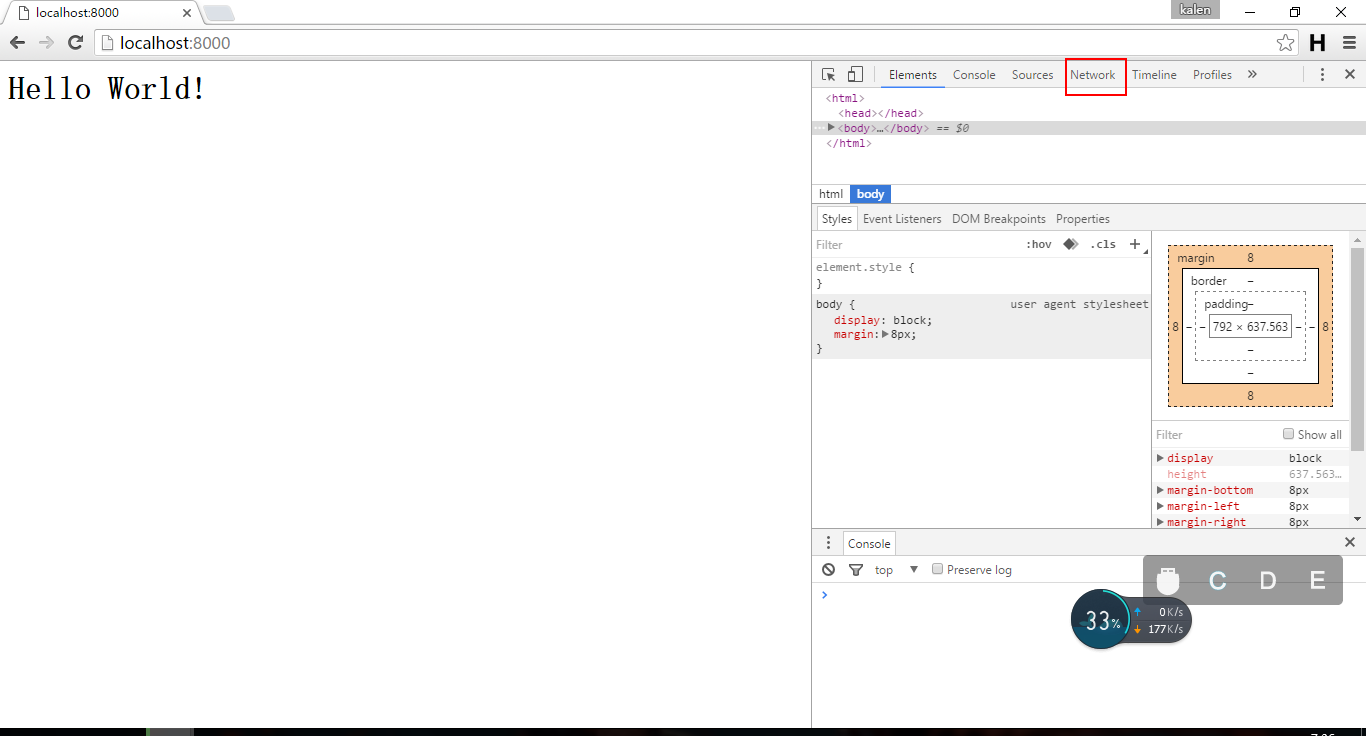 localhost:8000
kalen
localhost:8000
H
Hello World!
Elements Console Sources Network Timeline Profiles »
<html>
<head></head>
…<body>…</body> == $0
</html>
html body
Styles Event Listeners DOM Breakpoints Properties
Filter :hov .cls +
element.style {
}
body { user agent stylesheet
display: block;
margin: 8px;
}
margin 8
border –
padding –
8 – – 792 × 637.563 – – 8
–
–
8
Filter Show all
display block
height 637.563…
margin-bottom 8px
margin-left 8px
margin-right 8px
Console
top Preserve log
>
C D E
33% 0K/s
177K/s